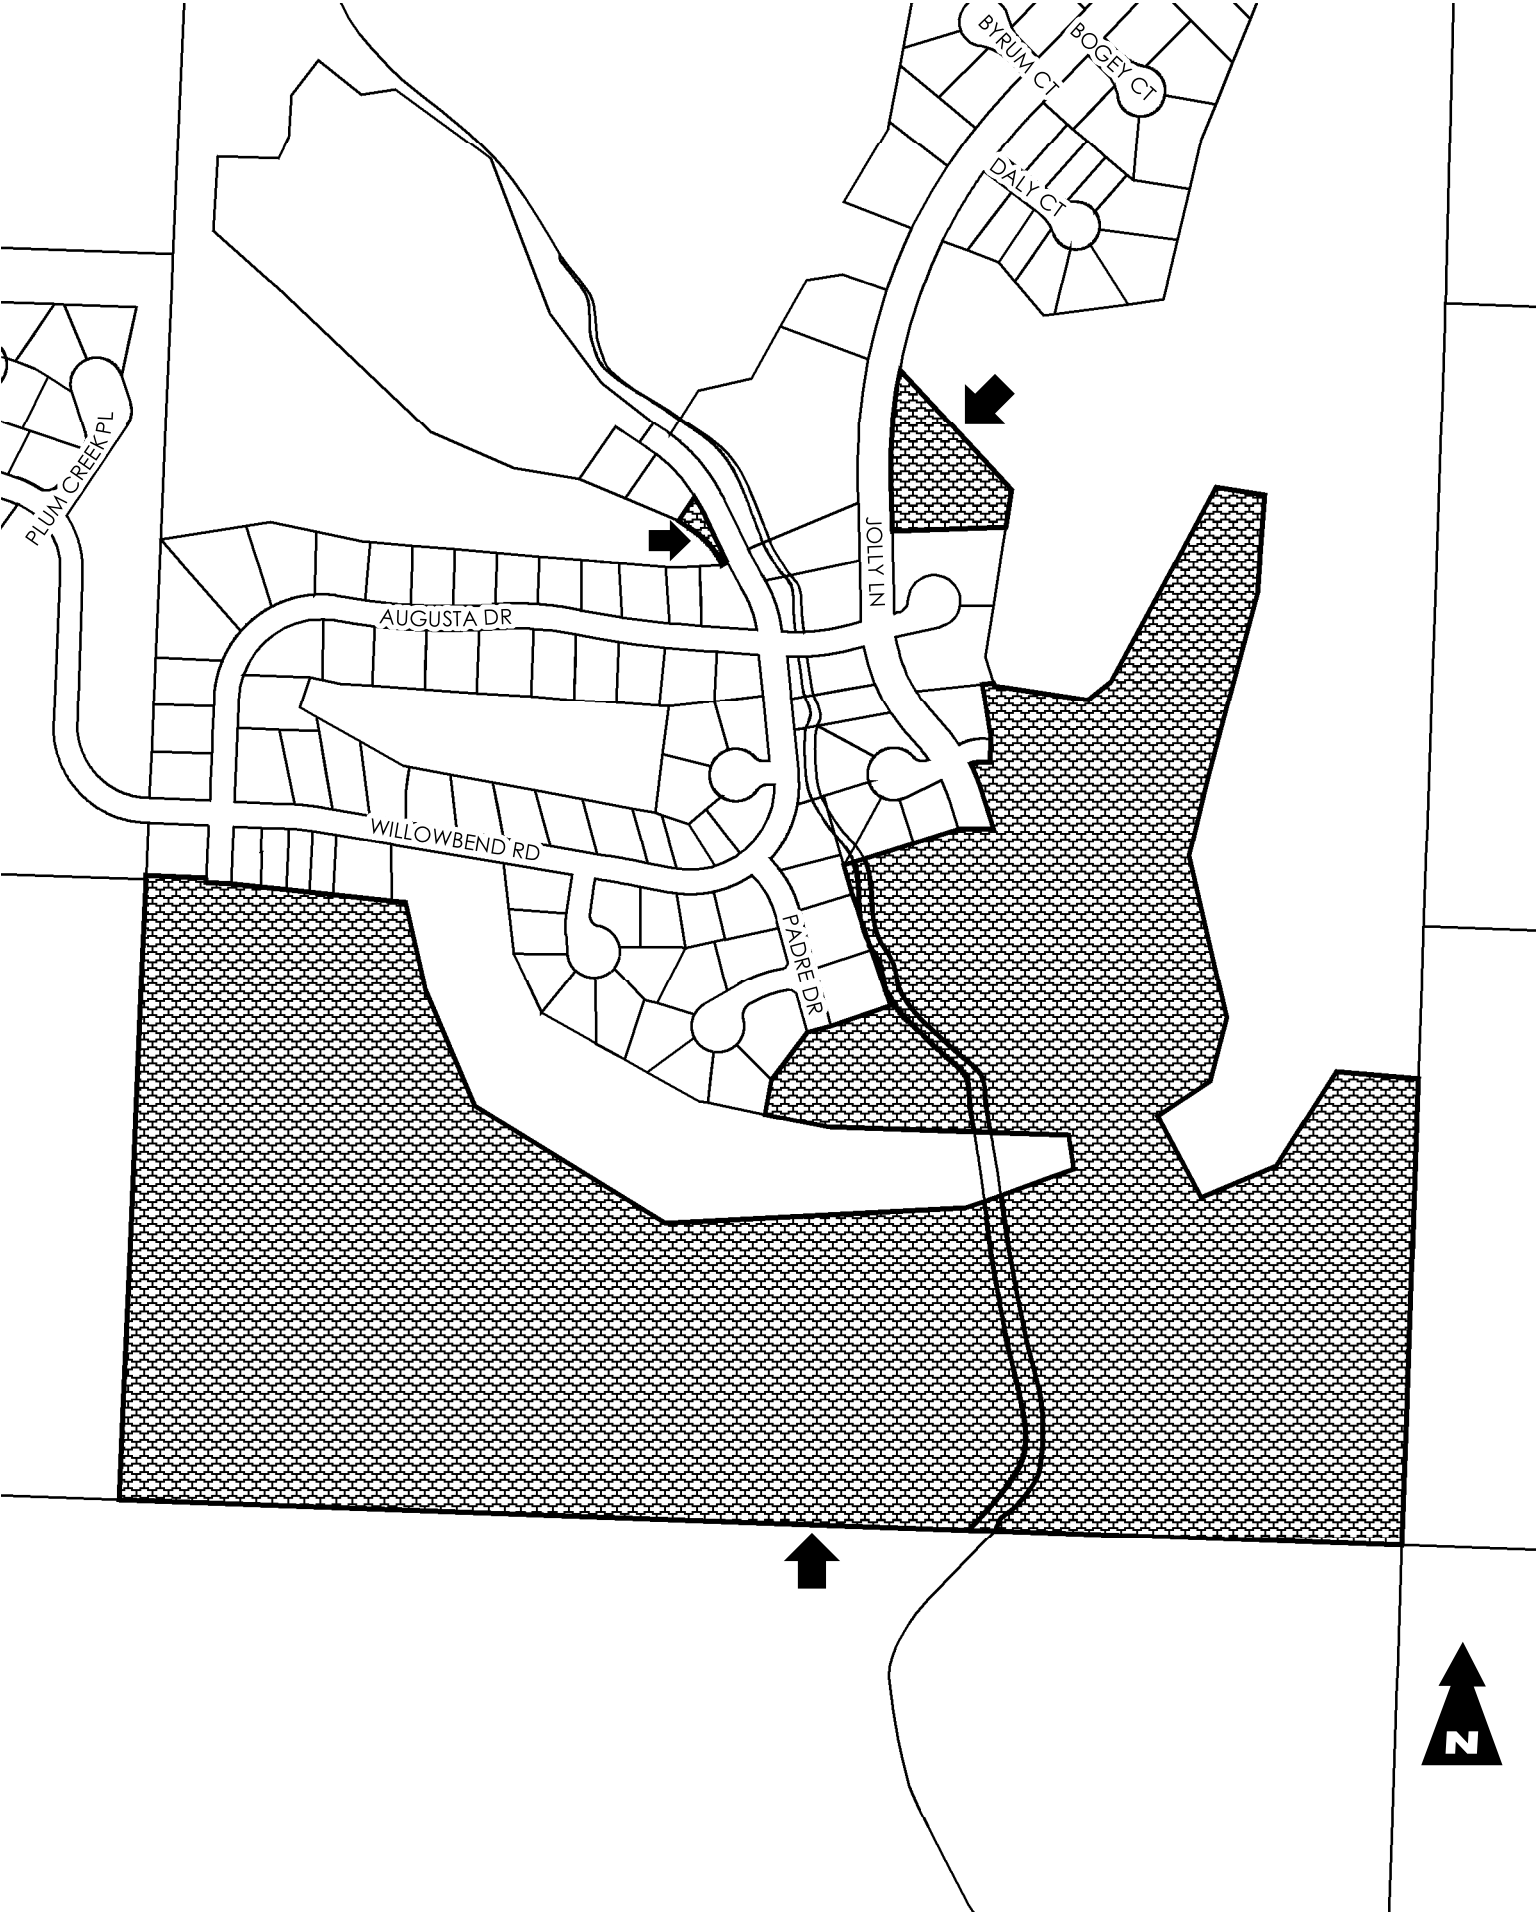 BYRUM CT
BOGEY CT
DALY CT
PLUM CREEK PL
JOLLY LN
AUGUSTA DR
WILLOWBEND RD
PADRE DR
N